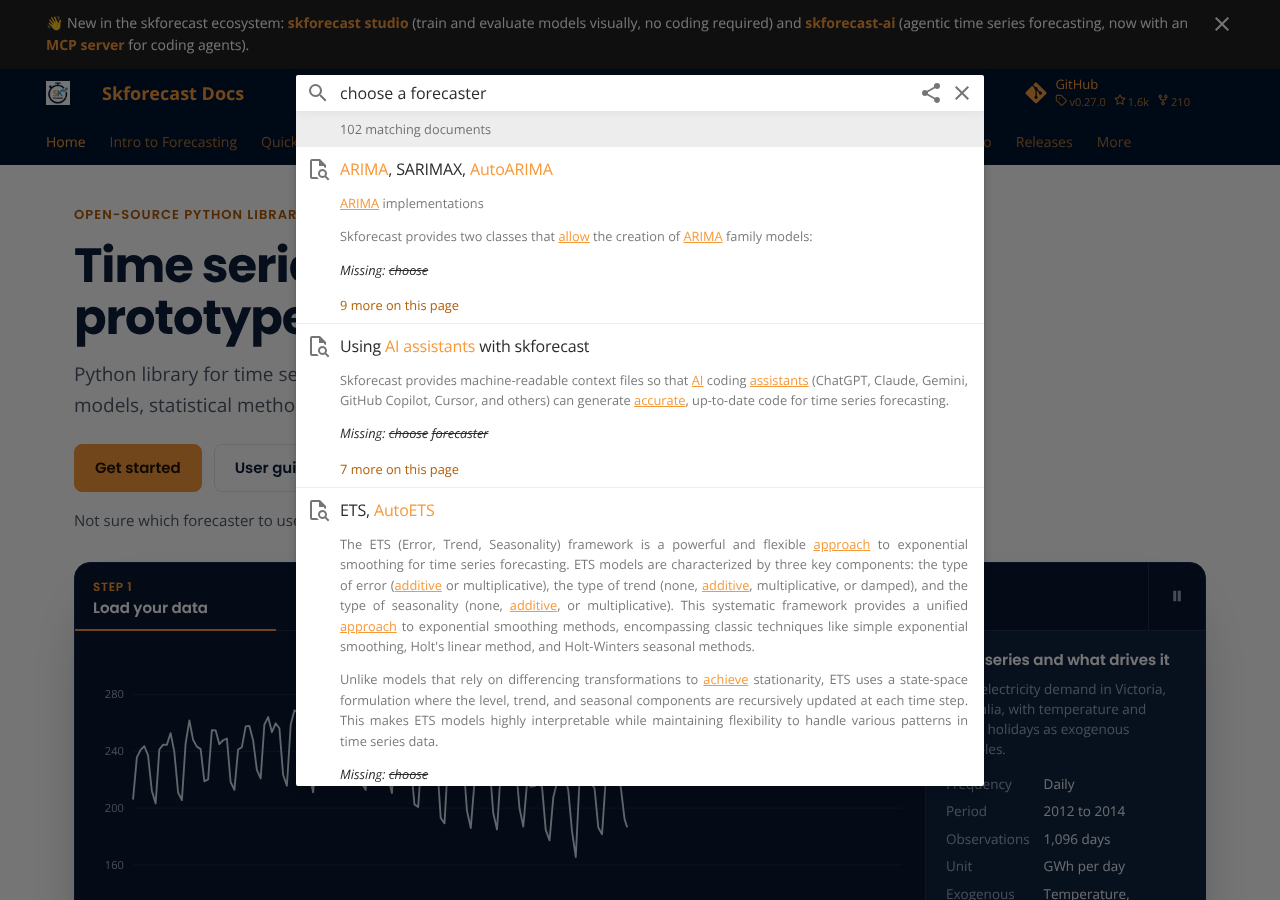 👋 New in the skforecast ecosystem: skforecast studio (train and evaluate models visually, no coding required) and skforecast-ai (agentic time series forecasting, now with an
MCP server for coding agents).
Skforecast Docs
GitHub
v0.27.0 1.6k 210
choose a forecaster
102 matching documents
Home Intro to Forecasting Quick
Releases More
ARIMA, SARIMAX, AutoARIMA
ARIMA implementations
Skforecast provides two classes that allow the creation of ARIMA family models:
Missing: choose
9 more on this page
Using AI assistants with skforecast
Skforecast provides machine-readable context files so that AI coding assistants (ChatGPT, Claude, Gemini,
GitHub Copilot, Cursor, and others) can generate accurate, up-to-date code for time series forecasting.
Missing: choose forecaster
7 more on this page
ETS, AutoETS
The ETS (Error, Trend, Seasonality) framework is a powerful and flexible approach to exponential
smoothing for time series forecasting. ETS models are characterized by three key components: the type
of error (additive or multiplicative), the type of trend (none, additive, multiplicative, or damped), and the
type of seasonality (none, additive, or multiplicative). This systematic framework provides a unified
approach to exponential smoothing methods, encompassing classic techniques like simple exponential
smoothing, Holt's linear method, and Holt-Winters seasonal methods.
Unlike models that rely on differencing transformations to achieve stationarity, ETS uses a state-space
formulation where the level, trend, and seasonal components are recursively updated at each time step.
This makes ETS models highly interpretable while maintaining flexibility to handle various patterns in
time series data.
Missing: choose
OPEN-SOURCE PYTHON LIBRAR
Time seri
prototype
Python library for time se
models, statistical metho
Get started User gui
Not sure which forecaster to use
STEP 1
Load your data
280
240
200
160
series and what drives it
electricity demand in Victoria,
with temperature and
holidays as exogenous
Frequency Daily
Period 2012 to 2014
Observations 1,096 days
Unit GWh per day
Exogenous Temperature,